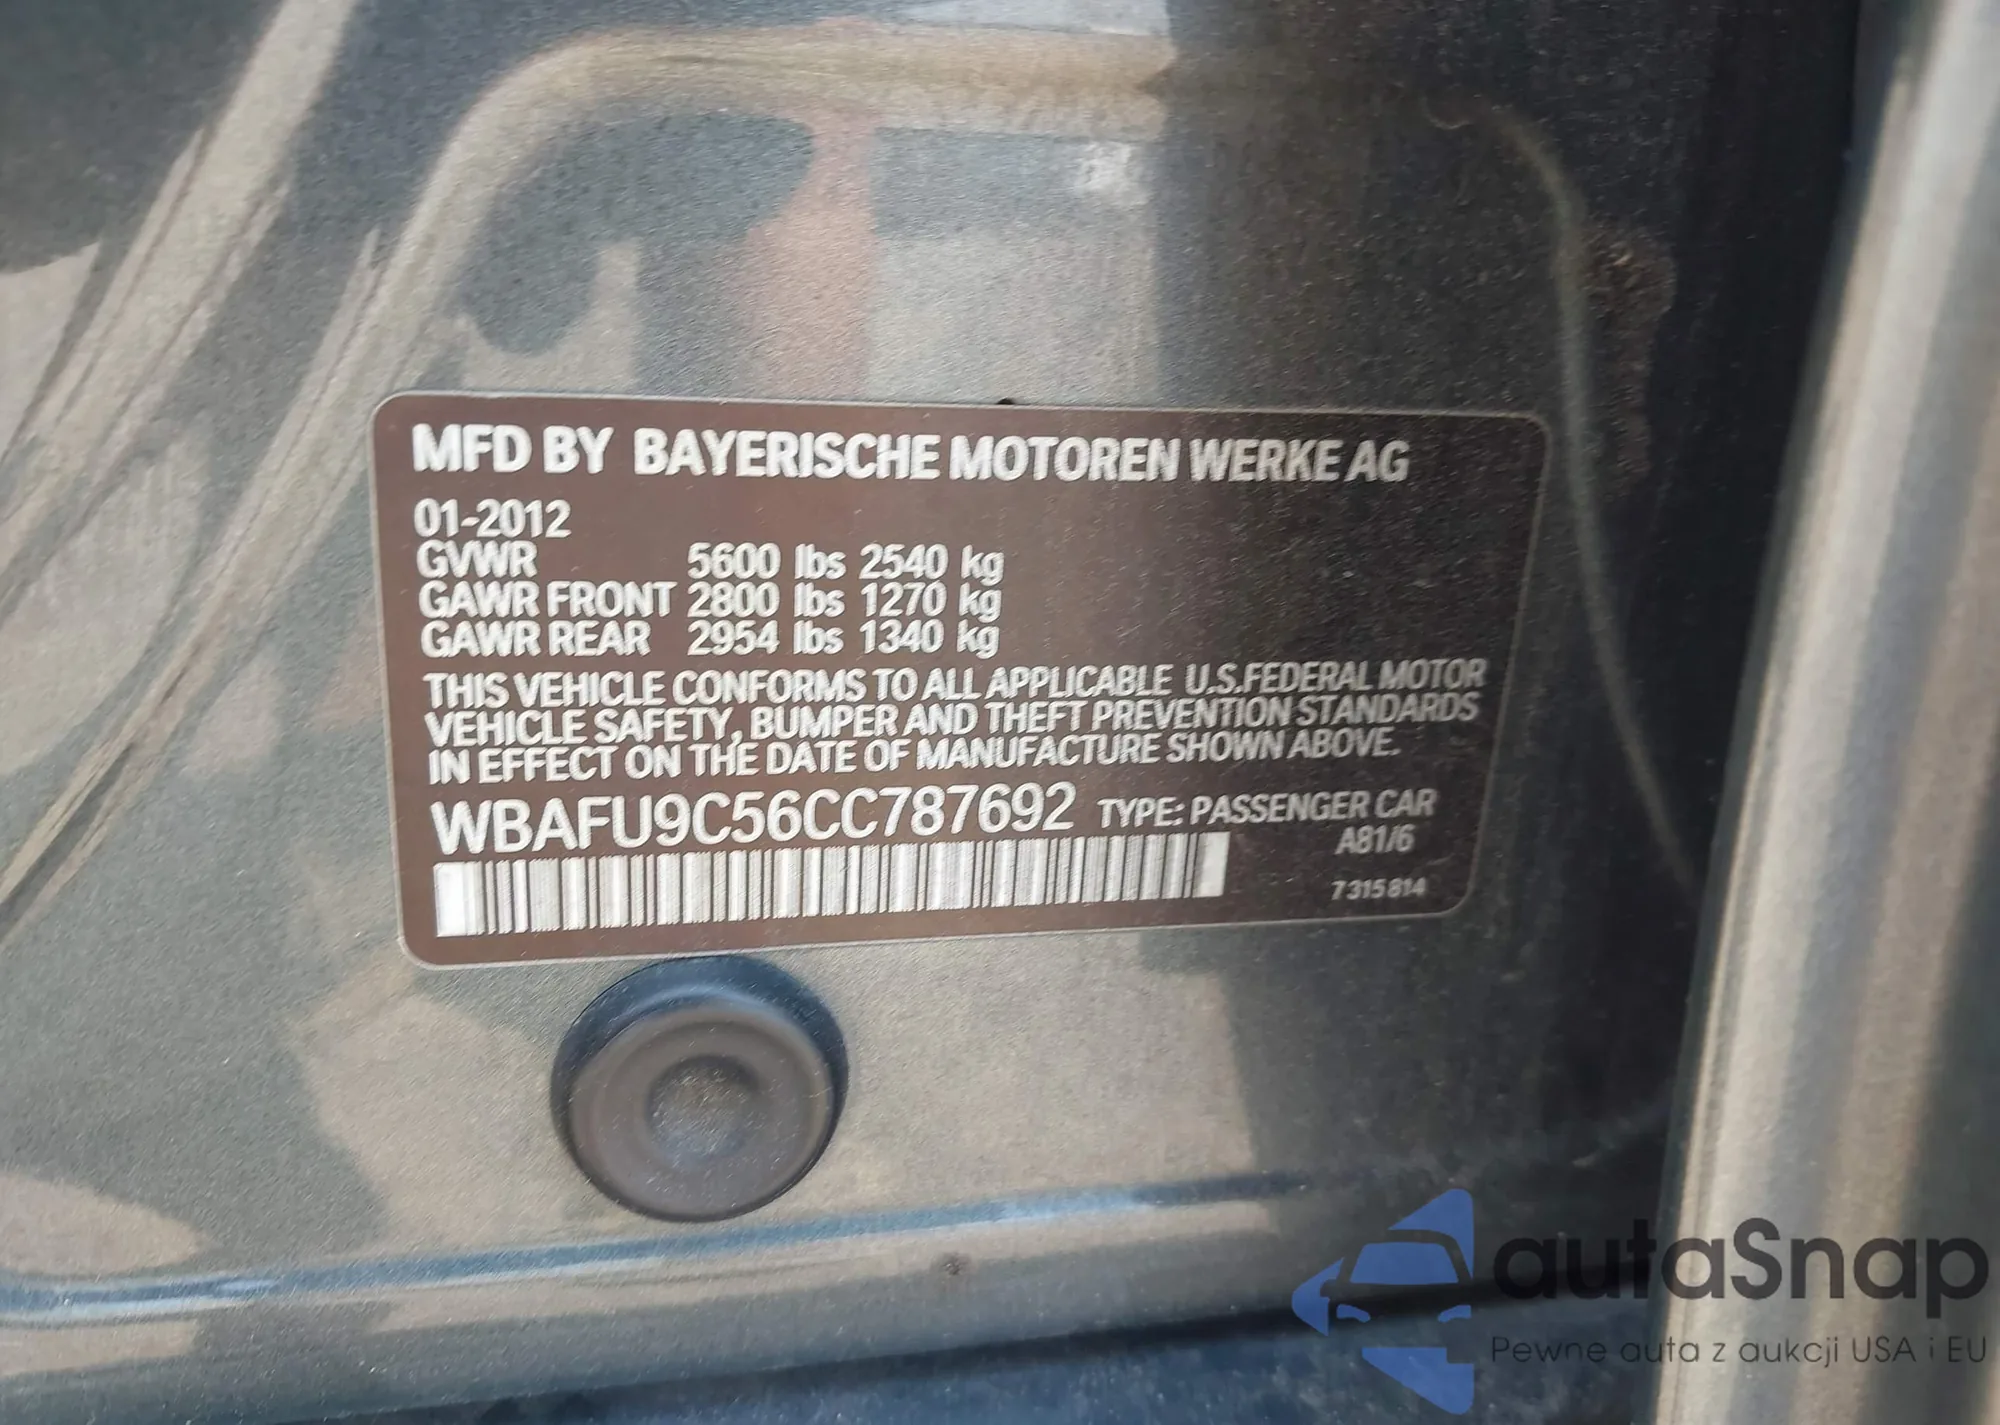 MFD BY BAYERISCHE MOTOREN WERKE AG
01-2012
GVWR 5600 lbs 2540 kg
GAWR FRONT 2800 lbs 1270 kg
GAWR REAR 2954 lbs 1340 kg
THIS VEHICLE CONFORMS TO ALL APPLICABLE U.S.FEDERAL MOTOR
VEHICLE SAFETY, BUMPER AND THEFT PREVENTION STANDARDS
IN EFFECT ON THE DATE OF MANUFACTURE SHOWN ABOVE.
WBAFU9C56CC787692 TYPE: PASSENGER CAR
A81/6
7 315 814
autaSnap
Pewne auta z aukcji USA i EU